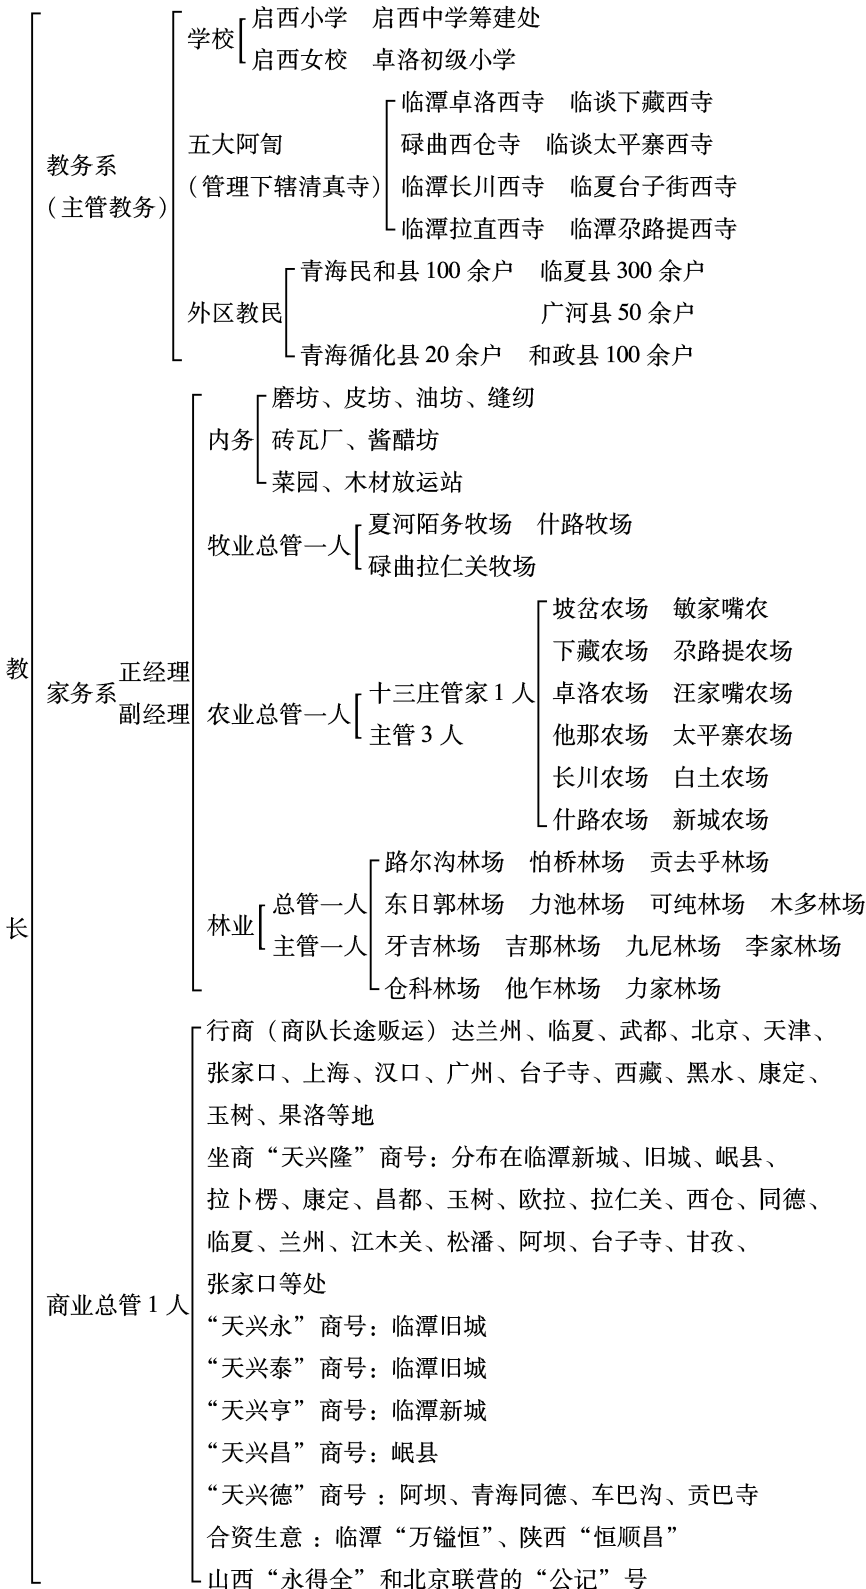 教长
教务系
（主管教务）
学校
启西小学　启西中学筹建处
启西女校　卓洛初级小学
五大阿訇
（管理下辖清真寺）
临潭卓洛西寺　临谈下藏西寺
碌曲西仓寺　临谈太平寨西寺
临潭长川西寺　临夏台子街西寺
临潭拉直西寺　临潭尕路提西寺
外区教民
青海民和县 100 余户　临夏县 300 余户
广河县 50 余户
青海循化县 20 余户　和政县 100 余户
家务系
正经理
副经理
内务
磨坊、皮坊、油坊、缝纫
砖瓦厂、酱醋坊
菜园、木材放运站
牧业总管一人
夏河陌务牧场　什路牧场
碌曲拉仁关牧场
农业总管一人
十三庄管家 1 人
主管 3 人
坡岔农场　敏家嘴农
下藏农场　尕路提农场
卓洛农场　汪家嘴农场
他那农场　太平寨农场
长川农场　白土农场
什路农场　新城农场
林业
总管一人
主管一人
路尔沟林场　怕桥林场　贡去乎林场
东日郭林场　力池林场　可纯林场　木多林场
牙吉林场　吉那林场　九尼林场　李家林场
仓科林场　他乍林场　力家林场
商业总管 1 人
行商（商队长途贩运）达兰州、临夏、武都、北京、天津、
张家口、上海、汉口、广州、台子寺、西藏、黑水、康定、
玉树、果洛等地
坐商“天兴隆”商号：分布在临潭新城、旧城、岷县、
拉卜楞、康定、昌都、玉树、欧拉、拉仁关、西仓、同德、
临夏、兰州、江木关、松潘、阿坝、台子寺、甘孜、
张家口等处
“天兴永”商号：临潭旧城
“天兴泰”商号：临潭旧城
“天兴亨”商号：临潭新城
“天兴昌”商号：岷县
“天兴德”商号：阿坝、青海同德、车巴沟、贡巴寺
合资生意：临潭“万镒恒”、陕西“恒顺昌”
山西“永得全”和北京联营的“公记”号